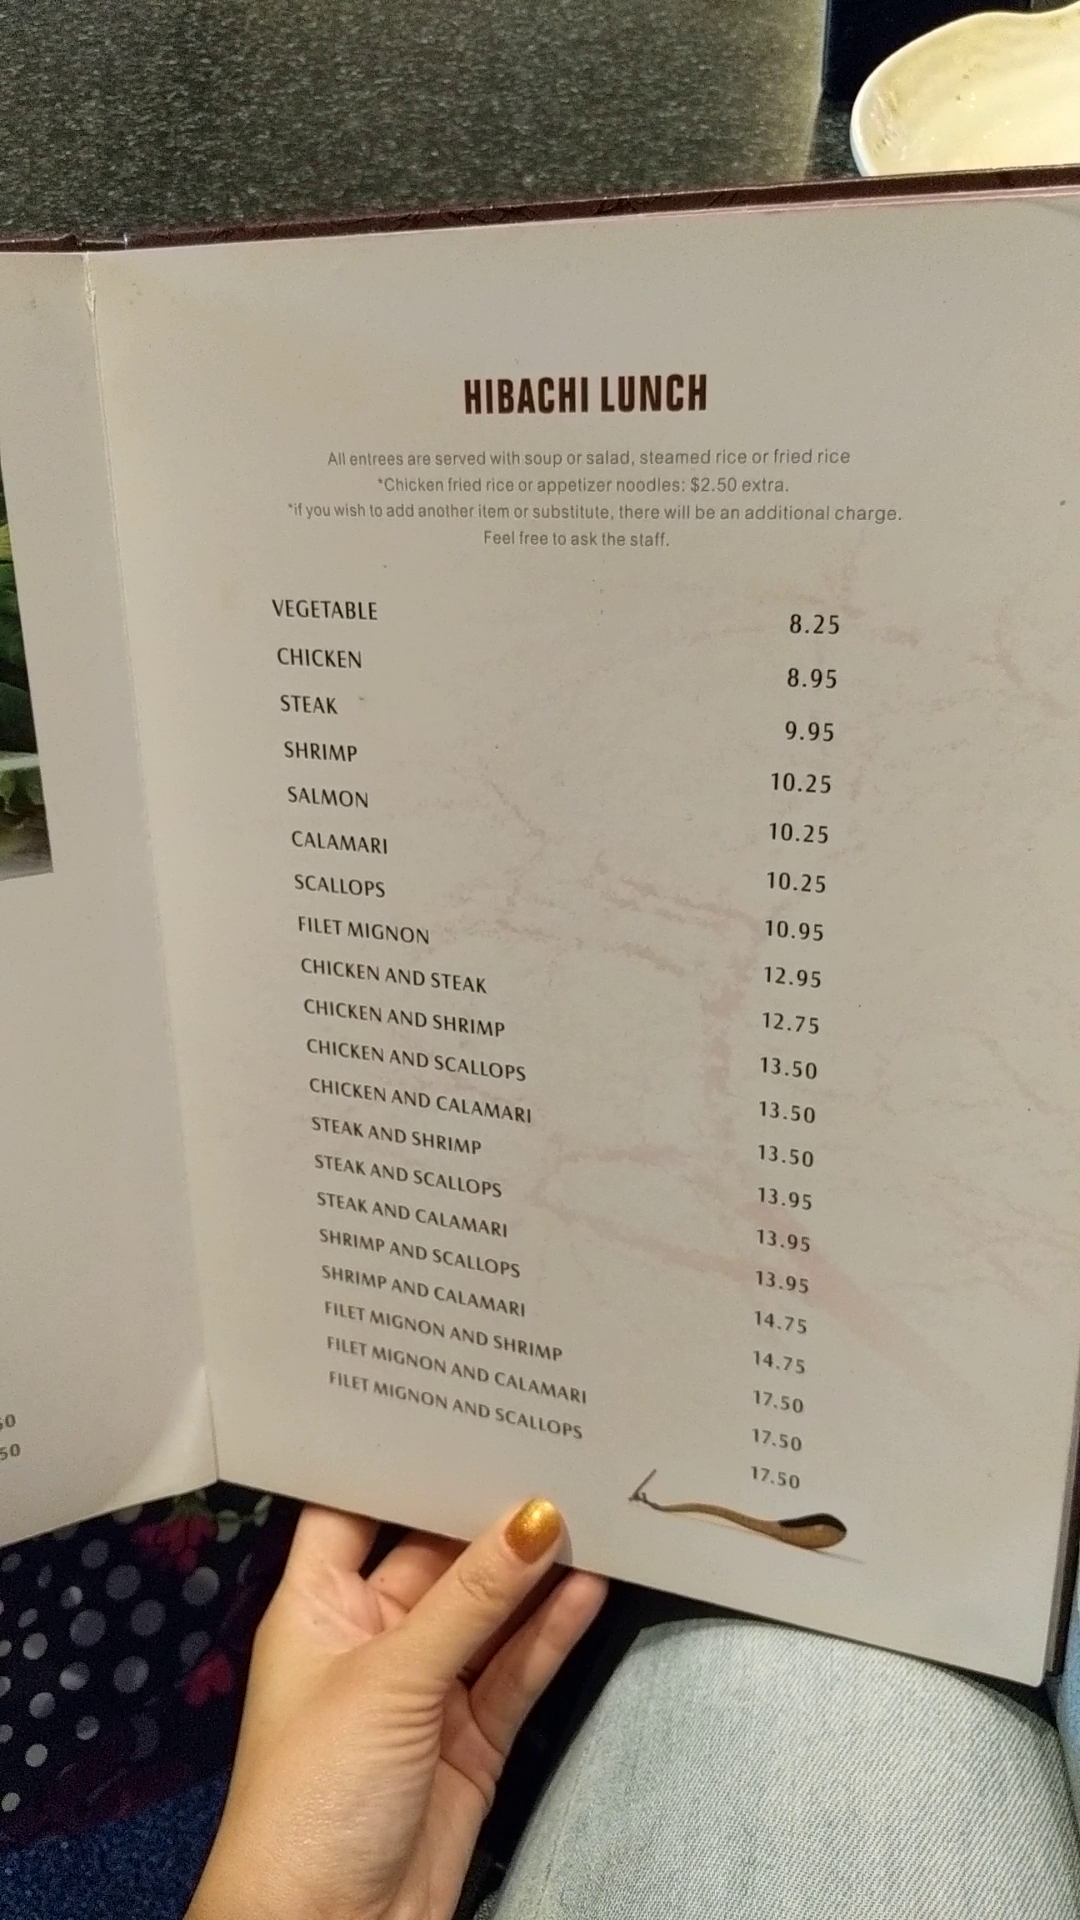 HIBACHI LUNCH
All entrees are served with soup or salad, steamed rice or fried rice
*Chicken fried rice or appetizer noodles: $2.50 extra.
*if you wish to add another item or substitute, there will be an additional charge.
Feel free to ask the staff.
VEGETABLE 8.25
CHICKEN 8.95
STEAK 9.95
SHRIMP 10.25
SALMON 10.25
CALAMARI 10.25
SCALLOPS 10.95
FILET MIGNON 12.95
CHICKEN AND STEAK 12.75
CHICKEN AND SHRIMP 13.50
CHICKEN AND SCALLOPS 13.50
CHICKEN AND CALAMARI 13.50
STEAK AND SHRIMP 13.95
STEAK AND SCALLOPS 13.95
STEAK AND CALAMARI 13.95
SHRIMP AND SCALLOPS 14.75
SHRIMP AND CALAMARI 14.75
FILET MIGNON AND SHRIMP 17.50
FILET MIGNON AND CALAMARI 17.50
FILET MIGNON AND SCALLOPS 17.50